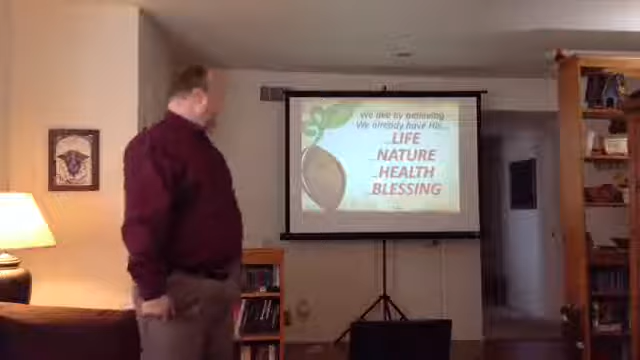 We live by believing
We already have His...
...LIFE
...NATURE
...HEALTH
...BLESSING